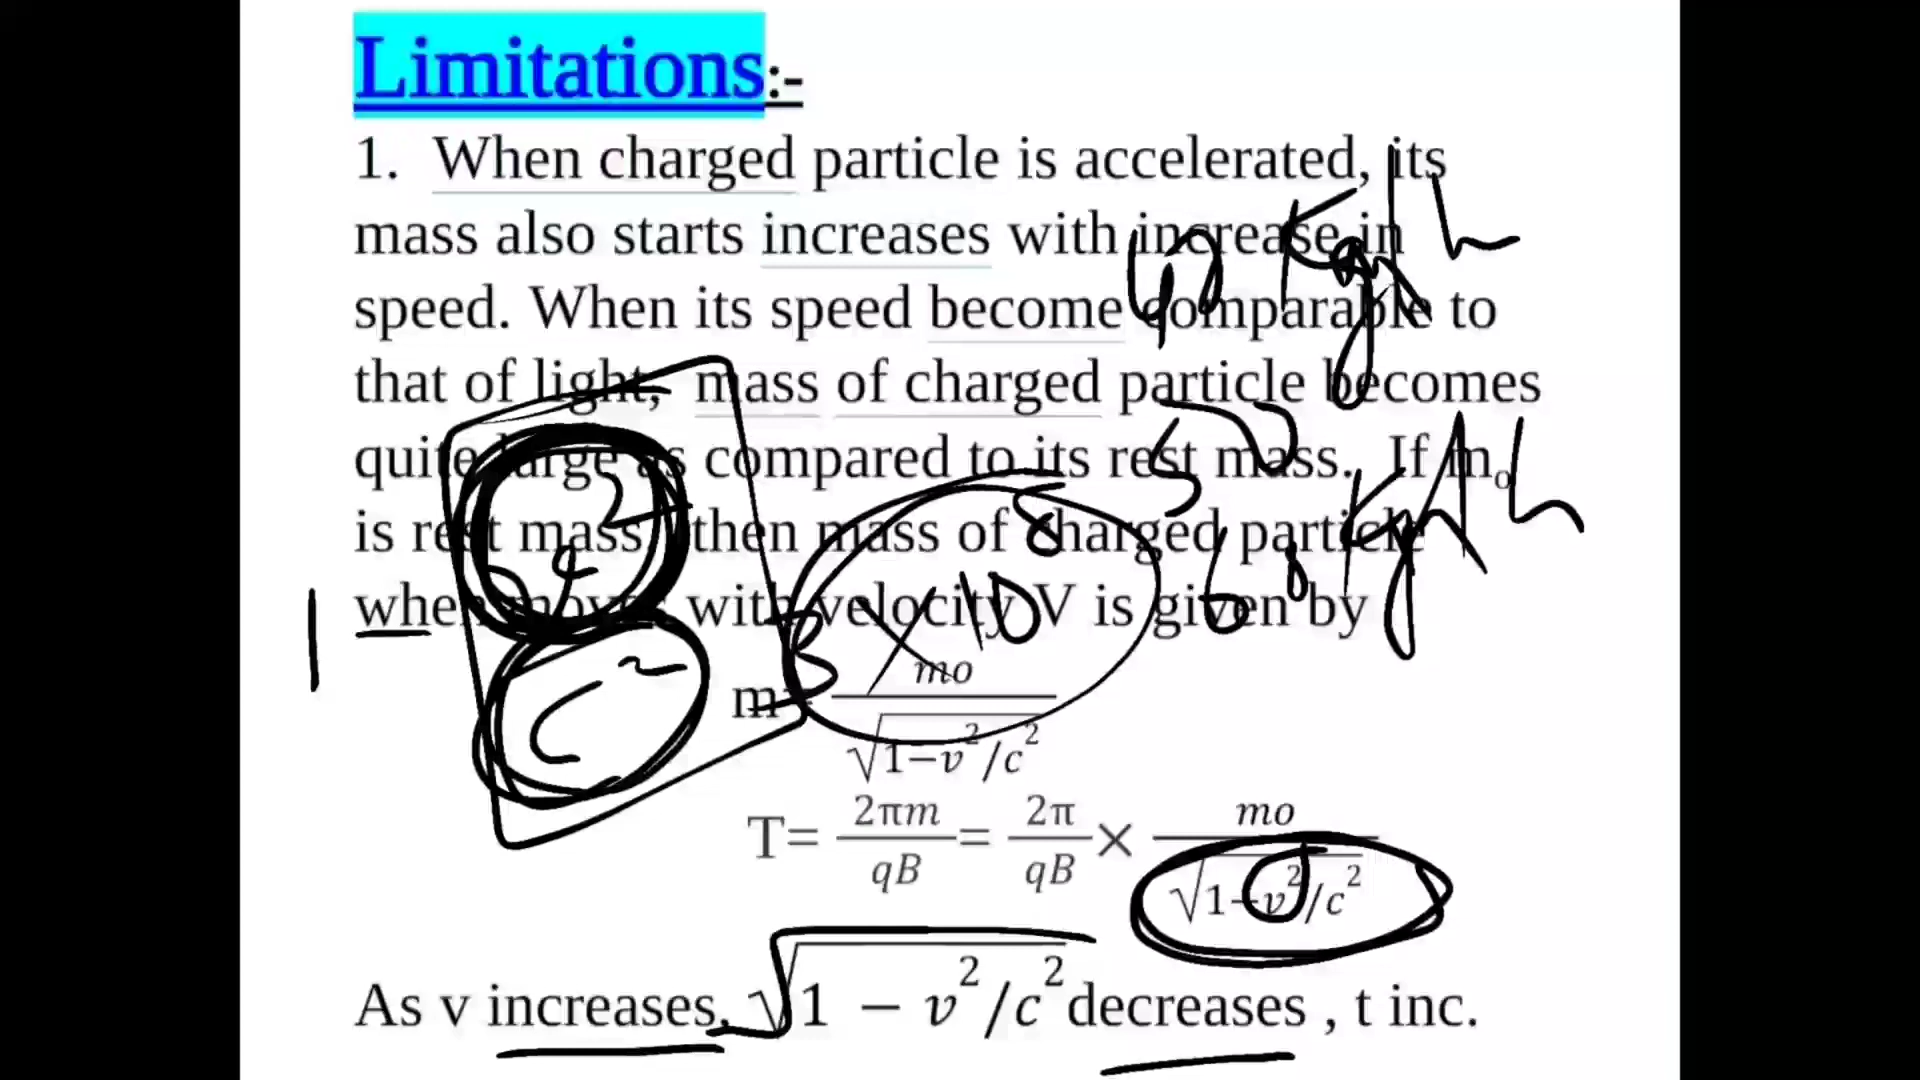 Limitations:-
1. When charged particle is accelerated, its
mass also starts increases with increase in
speed. When its speed become comparable to
that of light, mass of charged particle becomes
quite large as compared to its rest mass. If mₒ
is rest mass, then mass of charged particle
when moves with velocity V is given by
m= mo/√1−v²/c²
T= 2πm/qB = 2π/qB × mo/√1−v²/c²
As v increases, √1 − v²/c² decreases , t inc.
3 × 10⁸
c²